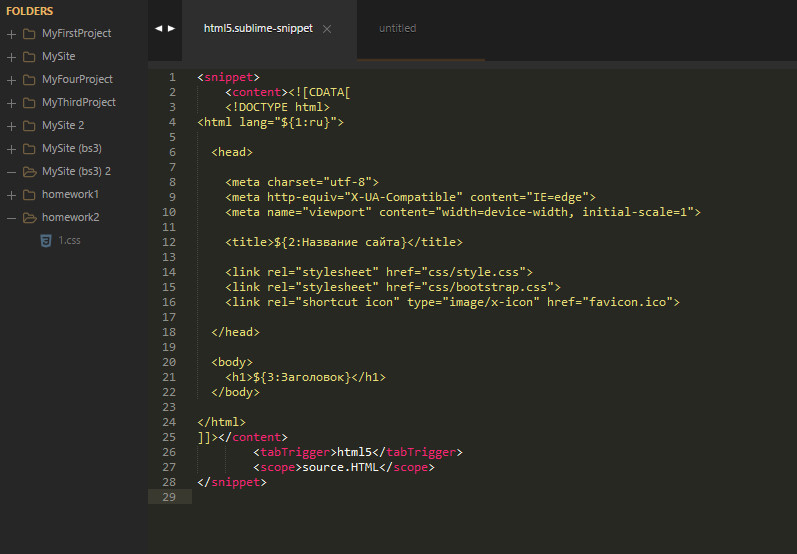 FOLDERS
MyFirstProject
MySite
MyFourProject
MyThirdProject
MySite 2
MySite (bs3)
MySite (bs3) 2
homework1
homework2
1.css
html5.sublime-snippet
untitled
1 <snippet>
2 <content><![CDATA[
3 <!DOCTYPE html>
4 <html lang="${1:ru}">
5
6 <head>
7
8 <meta charset="utf-8">
9 <meta http-equiv="X-UA-Compatible" content="IE=edge">
10 <meta name="viewport" content="width=device-width, initial-scale=1">
11
12 <title>${2:Название сайта}</title>
13
14 <link rel="stylesheet" href="css/style.css">
15 <link rel="stylesheet" href="css/bootstrap.css">
16 <link rel="shortcut icon" type="image/x-icon" href="favicon.ico">
17
18 </head>
19
20 <body>
21 <h1>${3:Заголовок}</h1>
22 </body>
23
24 </html>
25 ]]></content>
26 <tabTrigger>html5</tabTrigger>
27 <scope>source.HTML</scope>
28 </snippet>
29